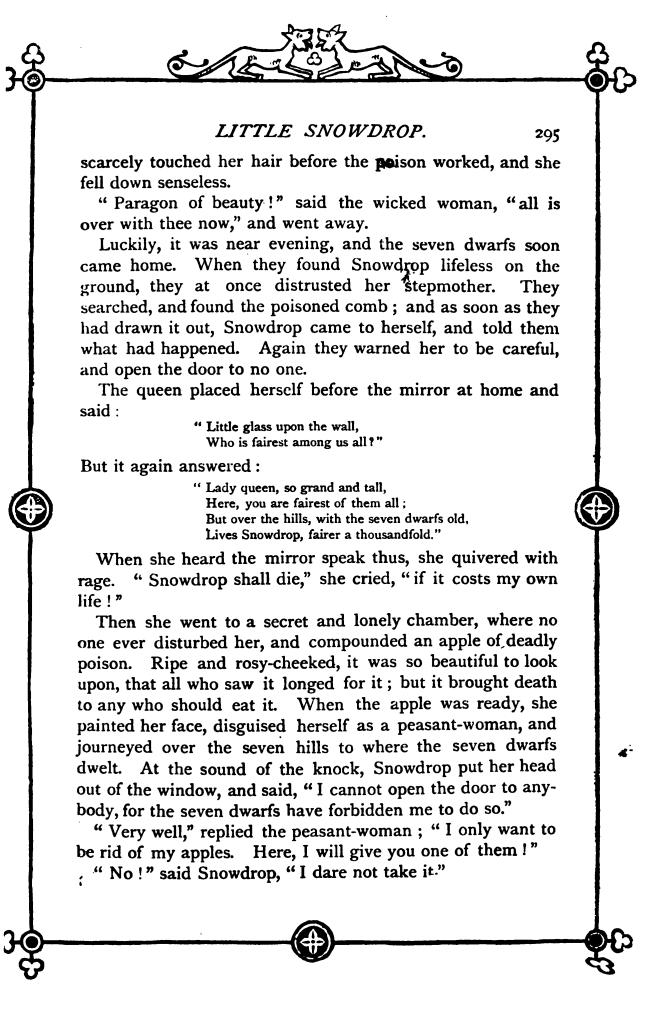 LITTLE SNOWDROP. 295
scarcely touched her hair before the poison worked, and she
fell down senseless.
“ Paragon of beauty !” said the wicked woman, “all is
over with thee now,” and went away.
Luckily, it was near evening, and the seven dwarfs soon
came home. When they found Snowdrop lifeless on the
ground, they at once distrusted her stepmother. They
searched, and found the poisoned comb ; and as soon as they
had drawn it out, Snowdrop came to herself, and told them
what had happened. Again they warned her to be careful,
and open the door to no one.
The queen placed herself before the mirror at home and
said :
“ Little glass upon the wall,
Who is fairest among us all ?”
But it again answered :
“ Lady queen, so grand and tall,
Here, you are fairest of them all ;
But over the hills, with the seven dwarfs old,
Lives Snowdrop, fairer a thousandfold.”
When she heard the mirror speak thus, she quivered with
rage. “ Snowdrop shall die,” she cried, “ if it costs my own
life ! ”
Then she went to a secret and lonely chamber, where no
one ever disturbed her, and compounded an apple of deadly
poison. Ripe and rosy-cheeked, it was so beautiful to look
upon, that all who saw it longed for it ; but it brought death
to any who should eat it. When the apple was ready, she
painted her face, disguised herself as a peasant-woman, and
journeyed over the seven hills to where the seven dwarfs
dwelt. At the sound of the knock, Snowdrop put her head
out of the window, and said, “ I cannot open the door to any-
body, for the seven dwarfs have forbidden me to do so.”
“ Very well,” replied the peasant-woman ; “ I only want to
be rid of my apples. Here, I will give you one of them ! ”
“ No ! ” said Snowdrop, “ I dare not take it.”